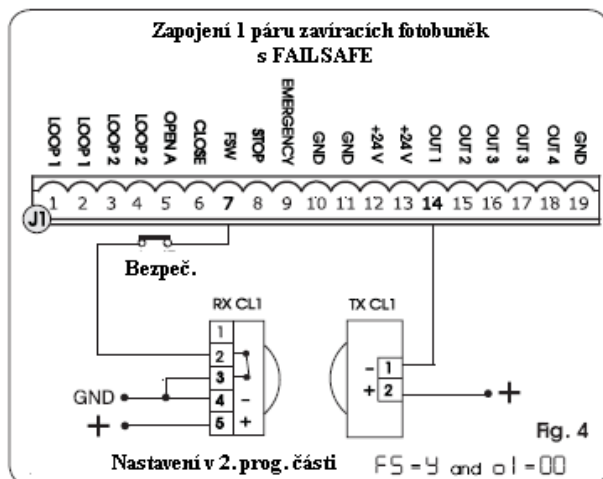 Zapojení 1 páru zavíracích fotobuněk
s FAILSAFE
LOOP 1 LOOP 1 LOOP 2 LOOP 2 OPEN A CLOSE FSW STOP EMERGENCY GND GND +24 V +24 V OUT 1 OUT 2 OUT 3 OUT 3 OUT 4 GND
1 2 3 4 5 6 7 8 9 10 11 12 13 14 15 16 17 18 19
J1
Bezpeč.
RX CL1 TX CL1
1
2
3
GND 4 -
+ 5 +
- 1
+ 2 +
Fig. 4
Nastavení v 2. prog. části FS=Y and o1=00